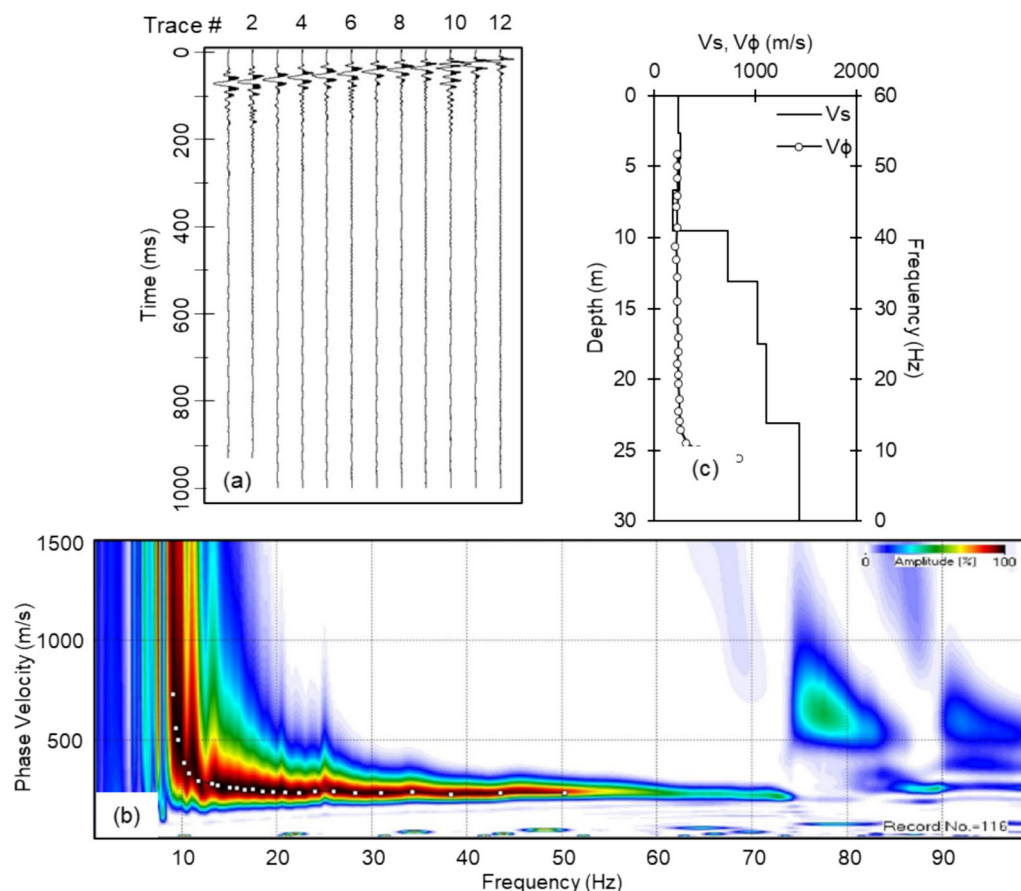 Trace # 2 4 6 8 10 12
0
200
400
600
800
1000
Time (ms)
(a)
Vs, Vϕ (m/s)
0 1000 2000
Vs
Vϕ
0
5
10
15
20
25
30
Depth (m)
60
50
40
30
20
10
0
Frequency (Hz)
(c)
1500
1000
500
Phase Velocity (m/s)
0 Amplitude (%) 100
(b)
Record No.=116
10 20 30 40 50 60 70 80 90
Frequency (Hz)